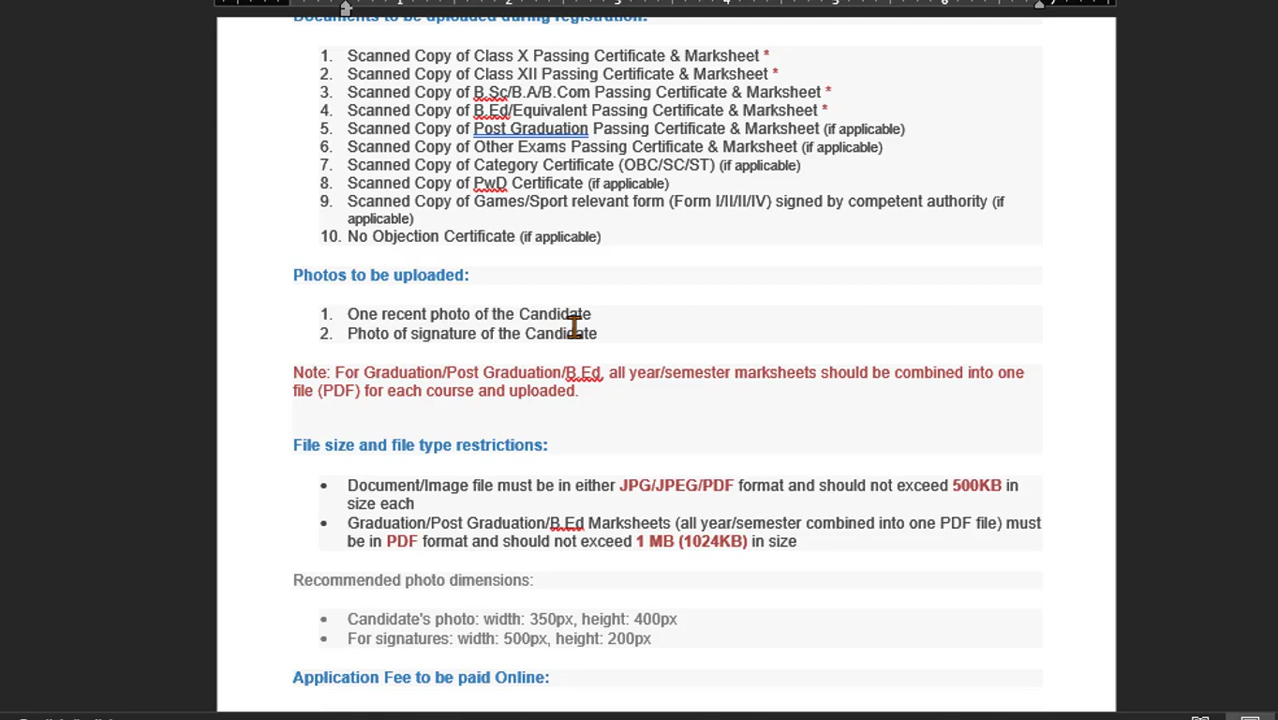 Documents to be uploaded during registration:
1. Scanned Copy of Class X Passing Certificate & Marksheet *
2. Scanned Copy of Class XII Passing Certificate & Marksheet *
3. Scanned Copy of B.Sc/B.A/B.Com Passing Certificate & Marksheet *
4. Scanned Copy of B.Ed/Equivalent Passing Certificate & Marksheet *
5. Scanned Copy of Post Graduation Passing Certificate & Marksheet (if applicable)
6. Scanned Copy of Other Exams Passing Certificate & Marksheet (if applicable)
7. Scanned Copy of Category Certificate (OBC/SC/ST) (if applicable)
8. Scanned Copy of PwD Certificate (if applicable)
9. Scanned Copy of Games/Sport relevant form (Form I/II/II/IV) signed by competent authority (if
applicable)
10. No Objection Certificate (if applicable)
Photos to be uploaded:
1. One recent photo of the Candidate
2. Photo of signature of the Candidate
Note: For Graduation/Post Graduation/B.Ed, all year/semester marksheets should be combined into one
file (PDF) for each course and uploaded.
File size and file type restrictions:
• Document/Image file must be in either JPG/JPEG/PDF format and should not exceed 500KB in
size each
• Graduation/Post Graduation/B.Ed Marksheets (all year/semester combined into one PDF file) must
be in PDF format and should not exceed 1 MB (1024KB) in size
Recommended photo dimensions:
• Candidate's photo: width: 350px, height: 400px
• For signatures: width: 500px, height: 200px
Application Fee to be paid Online: